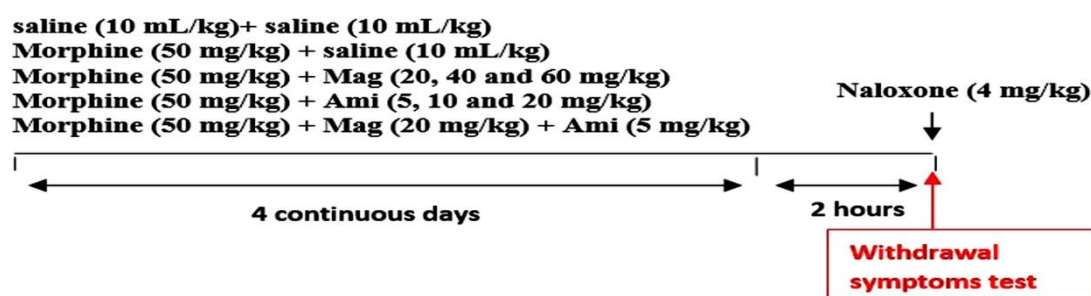 saline (10 mL/kg)+ saline (10 mL/kg)
Morphine (50 mg/kg) + saline (10 mL/kg)
Morphine (50 mg/kg) + Mag (20, 40 and 60 mg/kg)
Morphine (50 mg/kg) + Ami (5, 10 and 20 mg/kg)
Morphine (50 mg/kg) + Mag (20 mg/kg) + Ami (5 mg/kg)
Naloxone (4 mg/kg)
4 continuous days
2 hours
Withdrawal
symptoms test